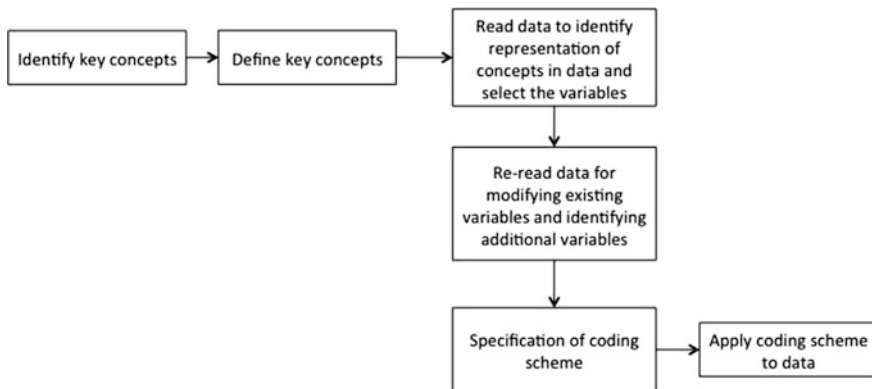 Identify key concepts
Define key concepts
Read data to identify
representation of
concepts in data and
select the variables
Re-read data for
modifying existing
variables and identifying
additional variables
Specification of coding
scheme
Apply coding scheme
to data